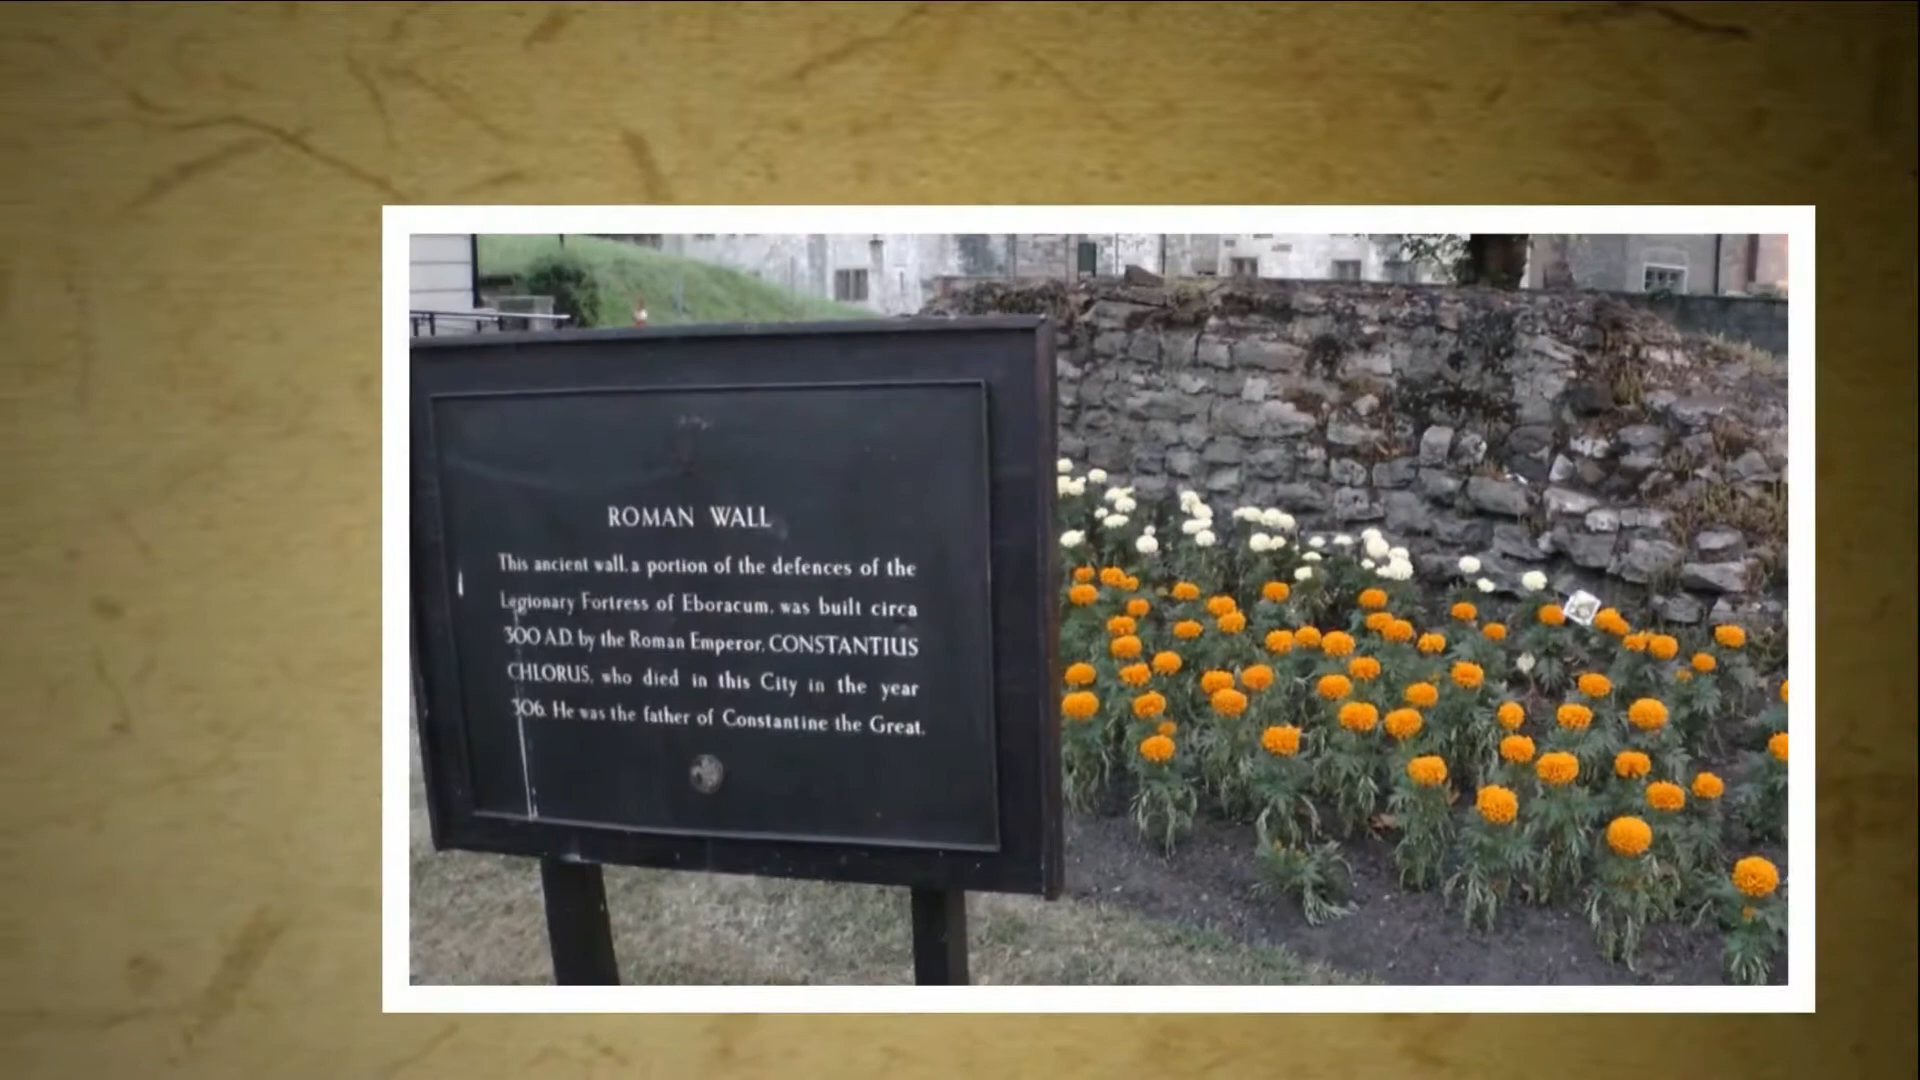 ROMAN WALL
This ancient wall, a portion of the defences of the
Legionary Fortress of Eboracum, was built circa
300 A.D. by the Roman Emperor, CONSTANTIUS
CHLORUS, who died in this City in the year
306. He was the father of Constantine the Great.